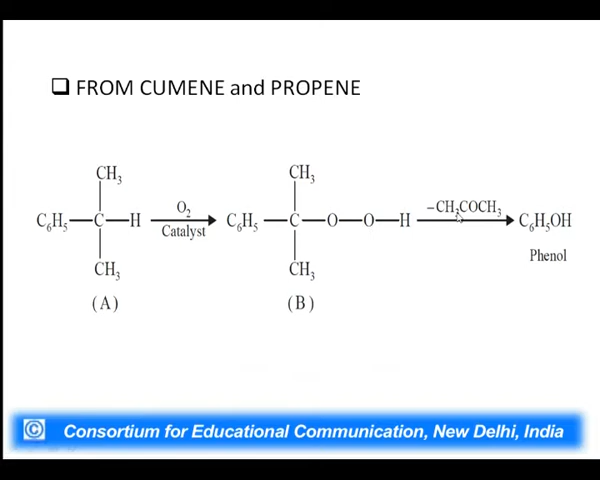 FROM CUMENE and PROPENE
CH₃ CH₃
C₆H₅—C—H O₂ Catalyst C₆H₅—C—O—O—H –CH₃COCH₃ C₆H₅OH
CH₃ CH₃ Phenol
(A) (B)
© Consortium for Educational Communication, New Delhi, India